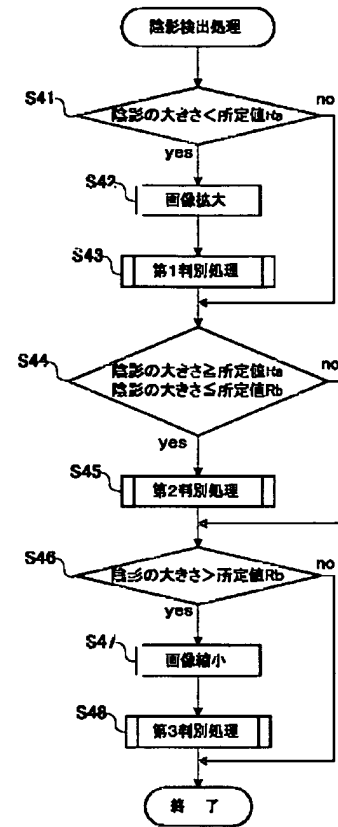 陰影検出処理
S41
陰影の大きさ<所定値Ra
no
yes
S42
画像拡大
S43
第1判別処理
S44
陰影の大きさ≧所定値Ra
陰影の大きさ≦所定値Rb
no
yes
S45
第2判別処理
S46
陰影の大きさ>所定値Rb
no
yes
S47
画像縮小
S48
第3判別処理
終 了